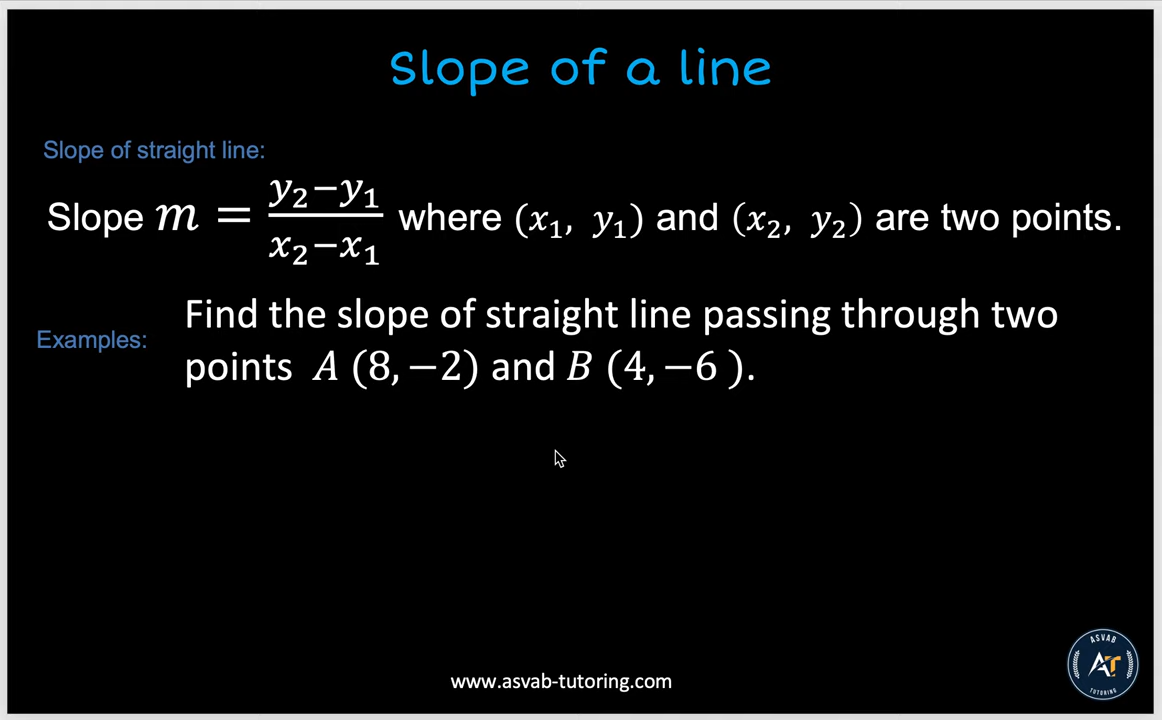 Slope of a line
Slope of straight line:
Slope m = y₂−y₁/x₂−x₁ where (x₁, y₁) and (x₂, y₂) are two points.
Examples:
Find the slope of straight line passing through two
points A (8, −2) and B (4, −6 ).
www.asvab-tutoring.com
ASVAB
AT
TUTORING